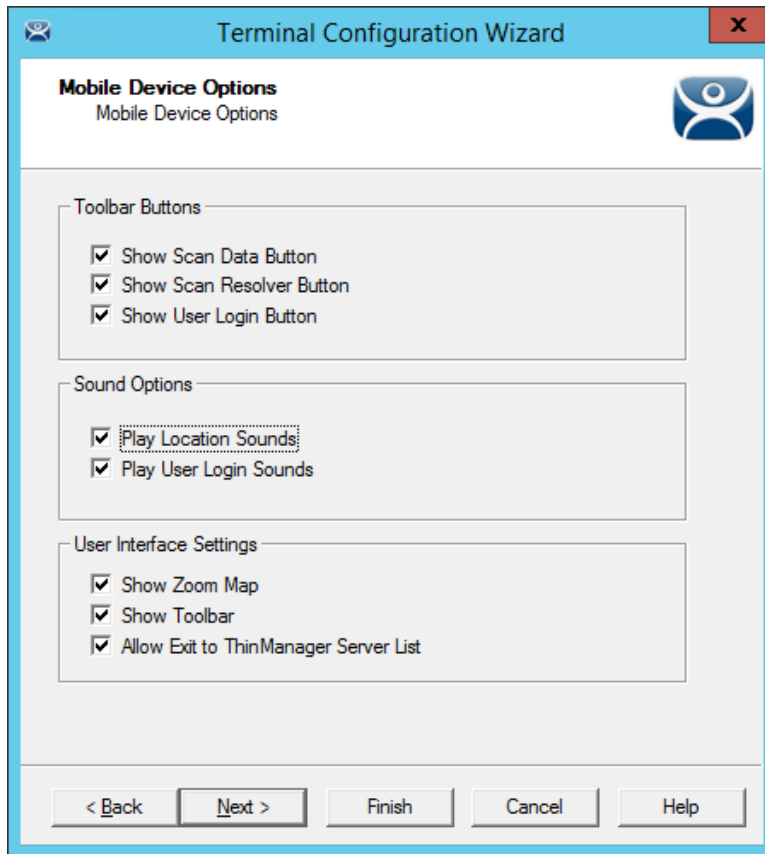 Terminal Configuration Wizard
x
Mobile Device Options
Mobile Device Options
Toolbar Buttons
Show Scan Data Button
Show Scan Resolver Button
Show User Login Button
Sound Options
Play Location Sounds
Play User Login Sounds
User Interface Settings
Show Zoom Map
Show Toolbar
Allow Exit to ThinManager Server List
< Back Next > Finish Cancel Help